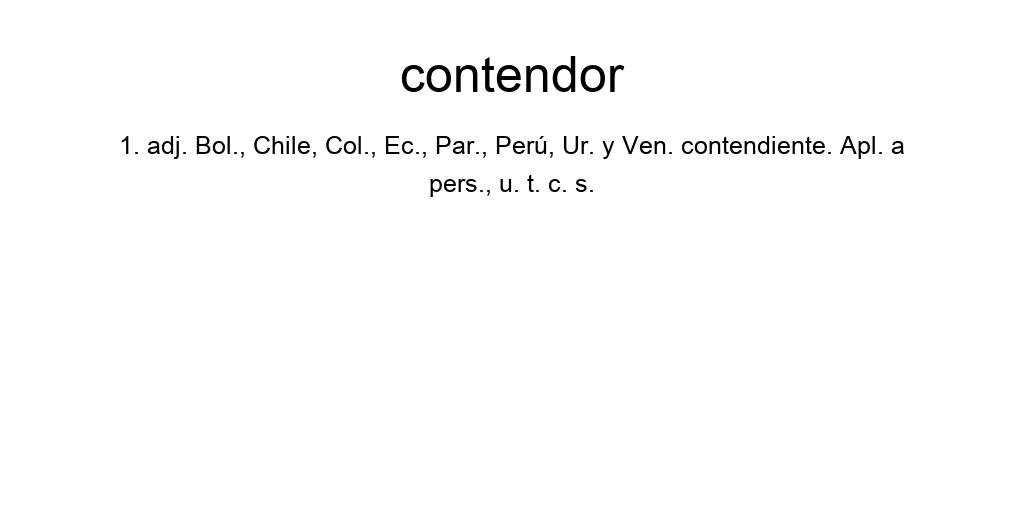 contendor
1. adj. Bol., Chile, Col., Ec., Par., Perú, Ur. y Ven. contendiente. Apl. a
pers., u. t. c. s.